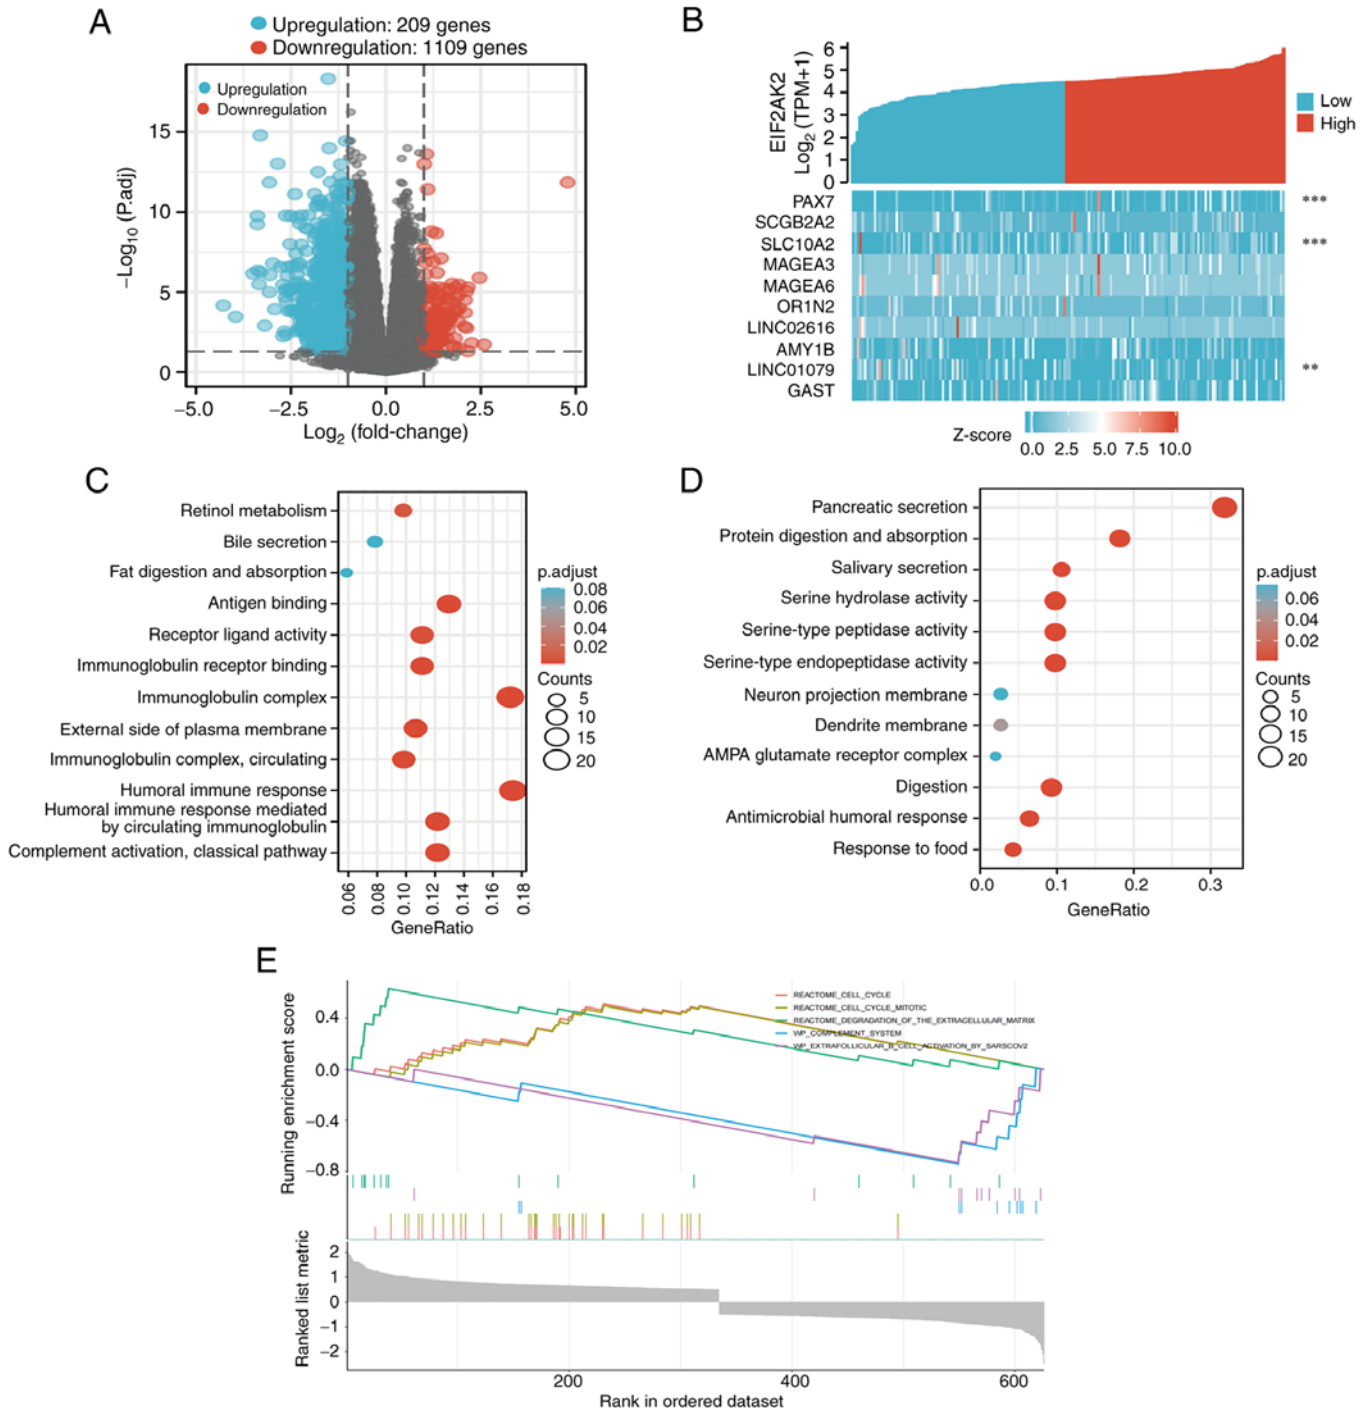 A
Upregulation: 209 genes
Downregulation: 1109 genes
Upregulation
Downregulation
15
10
5
0
−Log10 (P.adj)
−5.0 −2.5 0.0 2.5 5.0
Log2 (fold-change)
B
6
5
4
3
2
1
0
EIF2AK2
Log2 (TPM+1)
Low
High
PAX7 ***
SCGB2A2
SLC10A2 ***
MAGEA3
MAGEA6
OR1N2
LINC02616
AMY1B
LINC01079 **
GAST
Z-score
0.0 2.5 5.0 7.5 10.0
C
Retinol metabolism
Bile secretion
Fat digestion and absorption
Antigen binding
Receptor ligand activity
Immunoglobulin receptor binding
Immunoglobulin complex
External side of plasma membrane
Immunoglobulin complex, circulating
Humoral immune response
Humoral immune response mediated
by circulating immunoglobulin
Complement activation, classical pathway
0.06 0.08 0.10 0.12 0.14 0.16 0.18
GeneRatio
p.adjust
0.08
0.06
0.04
0.02
Counts
5
10
15
20
D
Pancreatic secretion
Protein digestion and absorption
Salivary secretion
Serine hydrolase activity
Serine-type peptidase activity
Serine-type endopeptidase activity
Neuron projection membrane
Dendrite membrane
AMPA glutamate receptor complex
Digestion
Antimicrobial humoral response
Response to food
0.0 0.1 0.2 0.3
GeneRatio
p.adjust
0.06
0.04
0.02
Counts
5
10
15
20
E
Running enrichment score
0.4
0.0
−0.4
−0.8
REACTOME_CELL_CYCLE
REACTOME_CELL_CYCLE_MITOTIC
REACTOME_DEGRADATION_OF_THE_EXTRACELLULAR_MATRIX
WP_COMPLEMENT_SYSTEM
WP_EXTRAFOLLICULAR_B_CELL_ACTIVATION_BY_SARSCOV2
Ranked list metric
2
1
0
−1
−2
200 400 600
Rank in ordered dataset